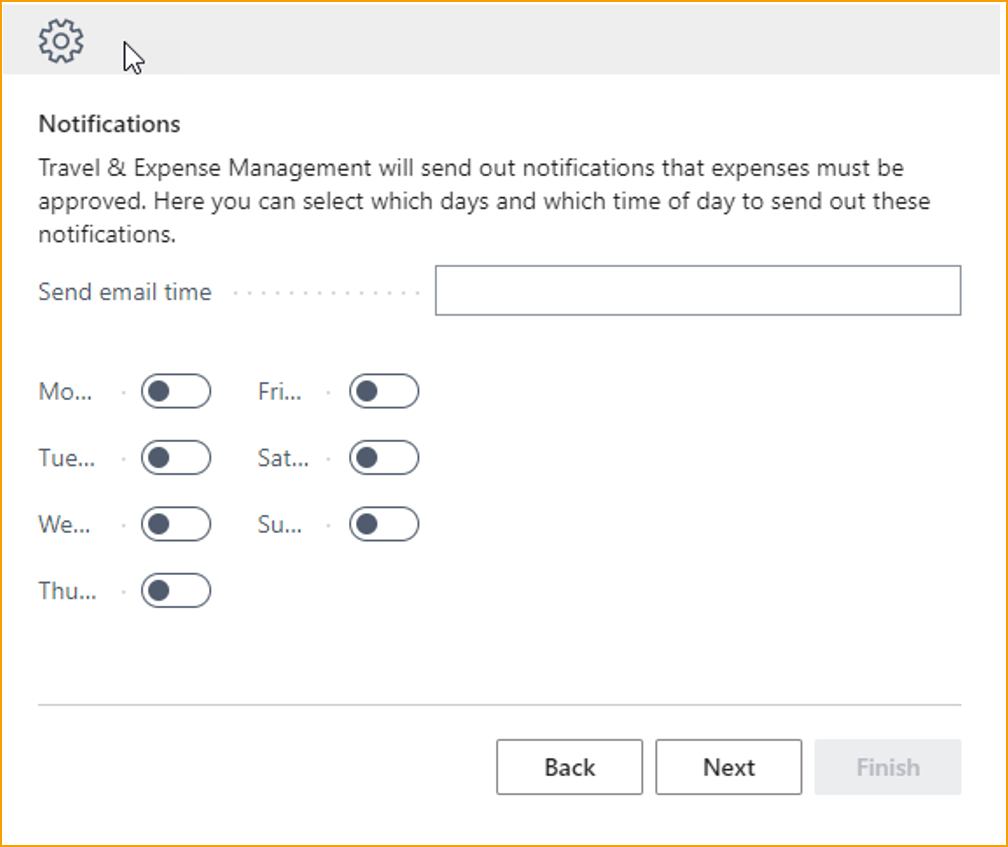 Notifications
Travel & Expense Management will send out notifications that expenses must be
approved. Here you can select which days and which time of day to send out these
notifications.
Send email time
Mo... Fri...
Tue... Sat...
We... Su...
Thu...
Back Next Finish